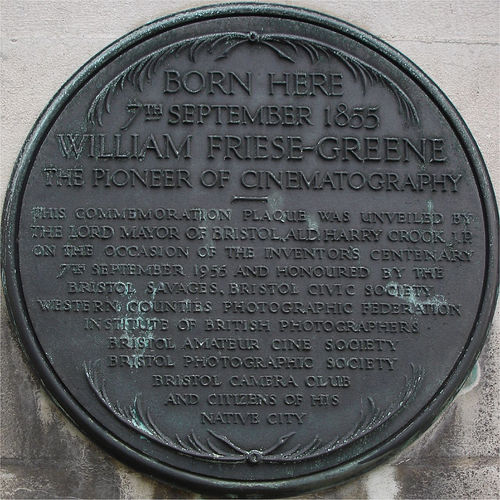 BORN HERE
7TH SEPTEMBER 1855
WILLIAM FRIESE-GREENE
THE PIONEER OF CINEMATOGRAPHY
THIS COMMEMORATION PLAQUE WAS UNVEILED BY
THE LORD MAYOR OF BRISTOL, ALD. HARRY CROOK, J.P.
ON THE OCCASION OF THE INVENTOR'S CENTENARY
7TH SEPTEMBER 1955 AND HONOURED BY THE
BRISTOL SAVAGES, BRISTOL CIVIC SOCIETY
WESTERN COUNTIES PHOTOGRAPHIC FEDERATION
INSTITUTE OF BRITISH PHOTOGRAPHERS
BRISTOL AMATEUR CINE SOCIETY
BRISTOL PHOTOGRAPHIC SOCIETY
BRISTOL CAMERA CLUB
AND CITIZENS OF HIS
NATIVE CITY